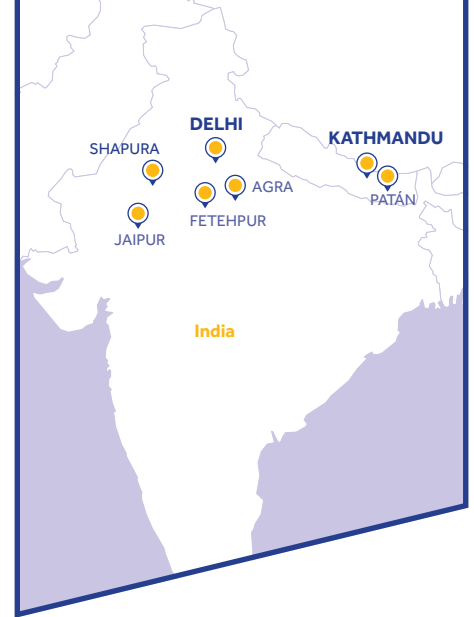 DELHI
KATHMANDU
SHAPURA
AGRA
PATÁN
FETEHPUR
JAIPUR
India